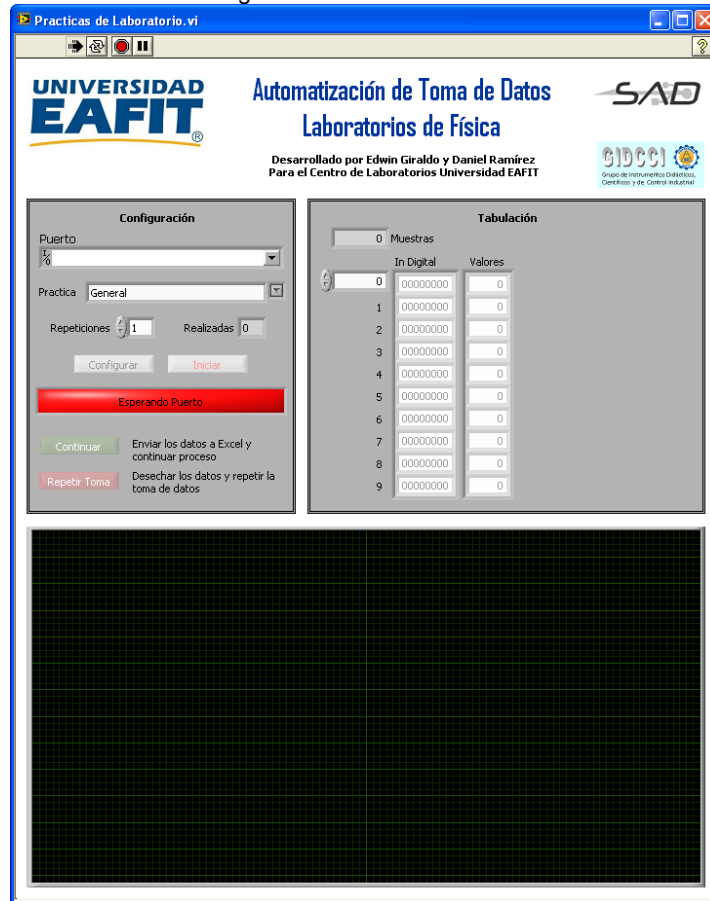 Practicas de Laboratorio.vi
UNIVERSIDAD
EAFIT
®
Automatización de Toma de Datos
Laboratorios de Física
Desarrollado por Edwin Giraldo y Daniel Ramírez
Para el Centro de Laboratorios Universidad EAFIT
SAD
GIDCCI
Grupo de Instrumentos Didácticos,
Científicos y de Control Industrial
Configuración
Puerto
I/O
Practica General
Repeticiones 1 Realizadas 0
Configurar Iniciar
Esperando Puerto
Continuar Enviar los datos a Excel y
continuar proceso
Repetir Toma Desechar los datos y repetir la
toma de datos
Tabulación
0 Muestras
In Digital Valores
0 00000000 0
1 00000000 0
2 00000000 0
3 00000000 0
4 00000000 0
5 00000000 0
6 00000000 0
7 00000000 0
8 00000000 0
9 00000000 0